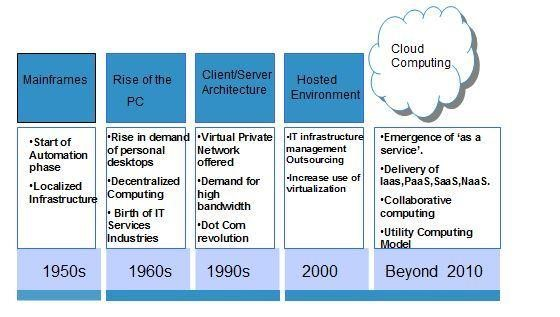 Mainframes
Rise of the
PC
Client/Server
Architecture
Hosted
Environment
Cloud
Computing
•Start of
Automation
phase
•Localized
Infrastructure
•Rise in demand
of personal
desktops
•Decentralized
Computing
• Birth of IT
Services
Industries
•Virtual Private
Network
offered
•Demand for
high
bandwidth
•Dot Com
revolution
•IT infrastructure
management
Outsourcing
•Increase use of
virtualization
•Emergence of ‘as a
service’.
•Delivery of
Iaas,PaaS,SaaS,NaaS.
•Collaborative
computing
•Utility Computing
Model
1950s
1960s
1990s
2000
Beyond 2010